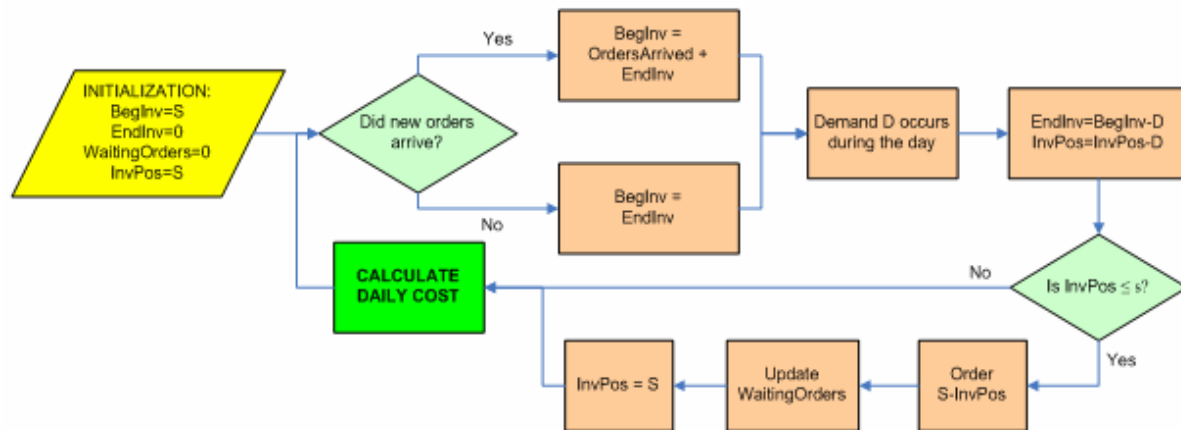 INITIALIZATION:
BegInv=S
EndInv=0
WaitingOrders=0
InvPos=S
Did new orders
arrive?
Yes
BegInv =
OrdersArrived +
EndInv
No
BegInv =
EndInv
Demand D occurs
during the day
EndInv=BegInv-D
InvPos=InvPos-D
Is InvPos ≤ s?
No
Yes
Order
S-InvPos
Update
WaitingOrders
InvPos = S
CALCULATE
DAILY COST